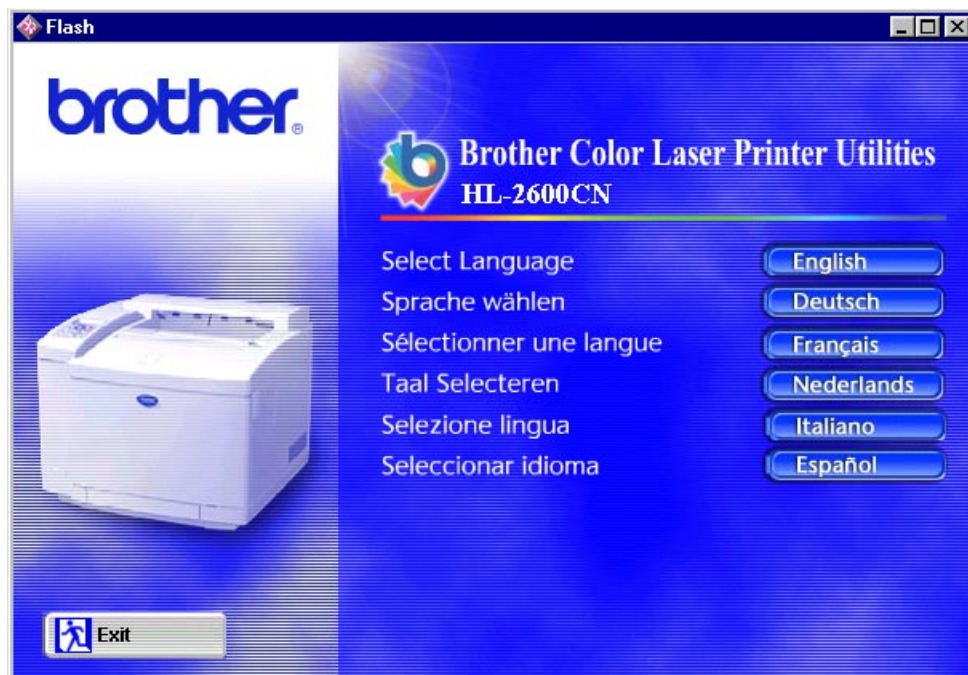 Flash
brother®
Brother Color Laser Printer Utilities
HL-2600CN
Select Language English
Sprache wählen Deutsch
Sélectionner une langue Français
Taal Selecteren Nederlands
Selezione lingua Italiano
Seleccionar idioma Español
Exit